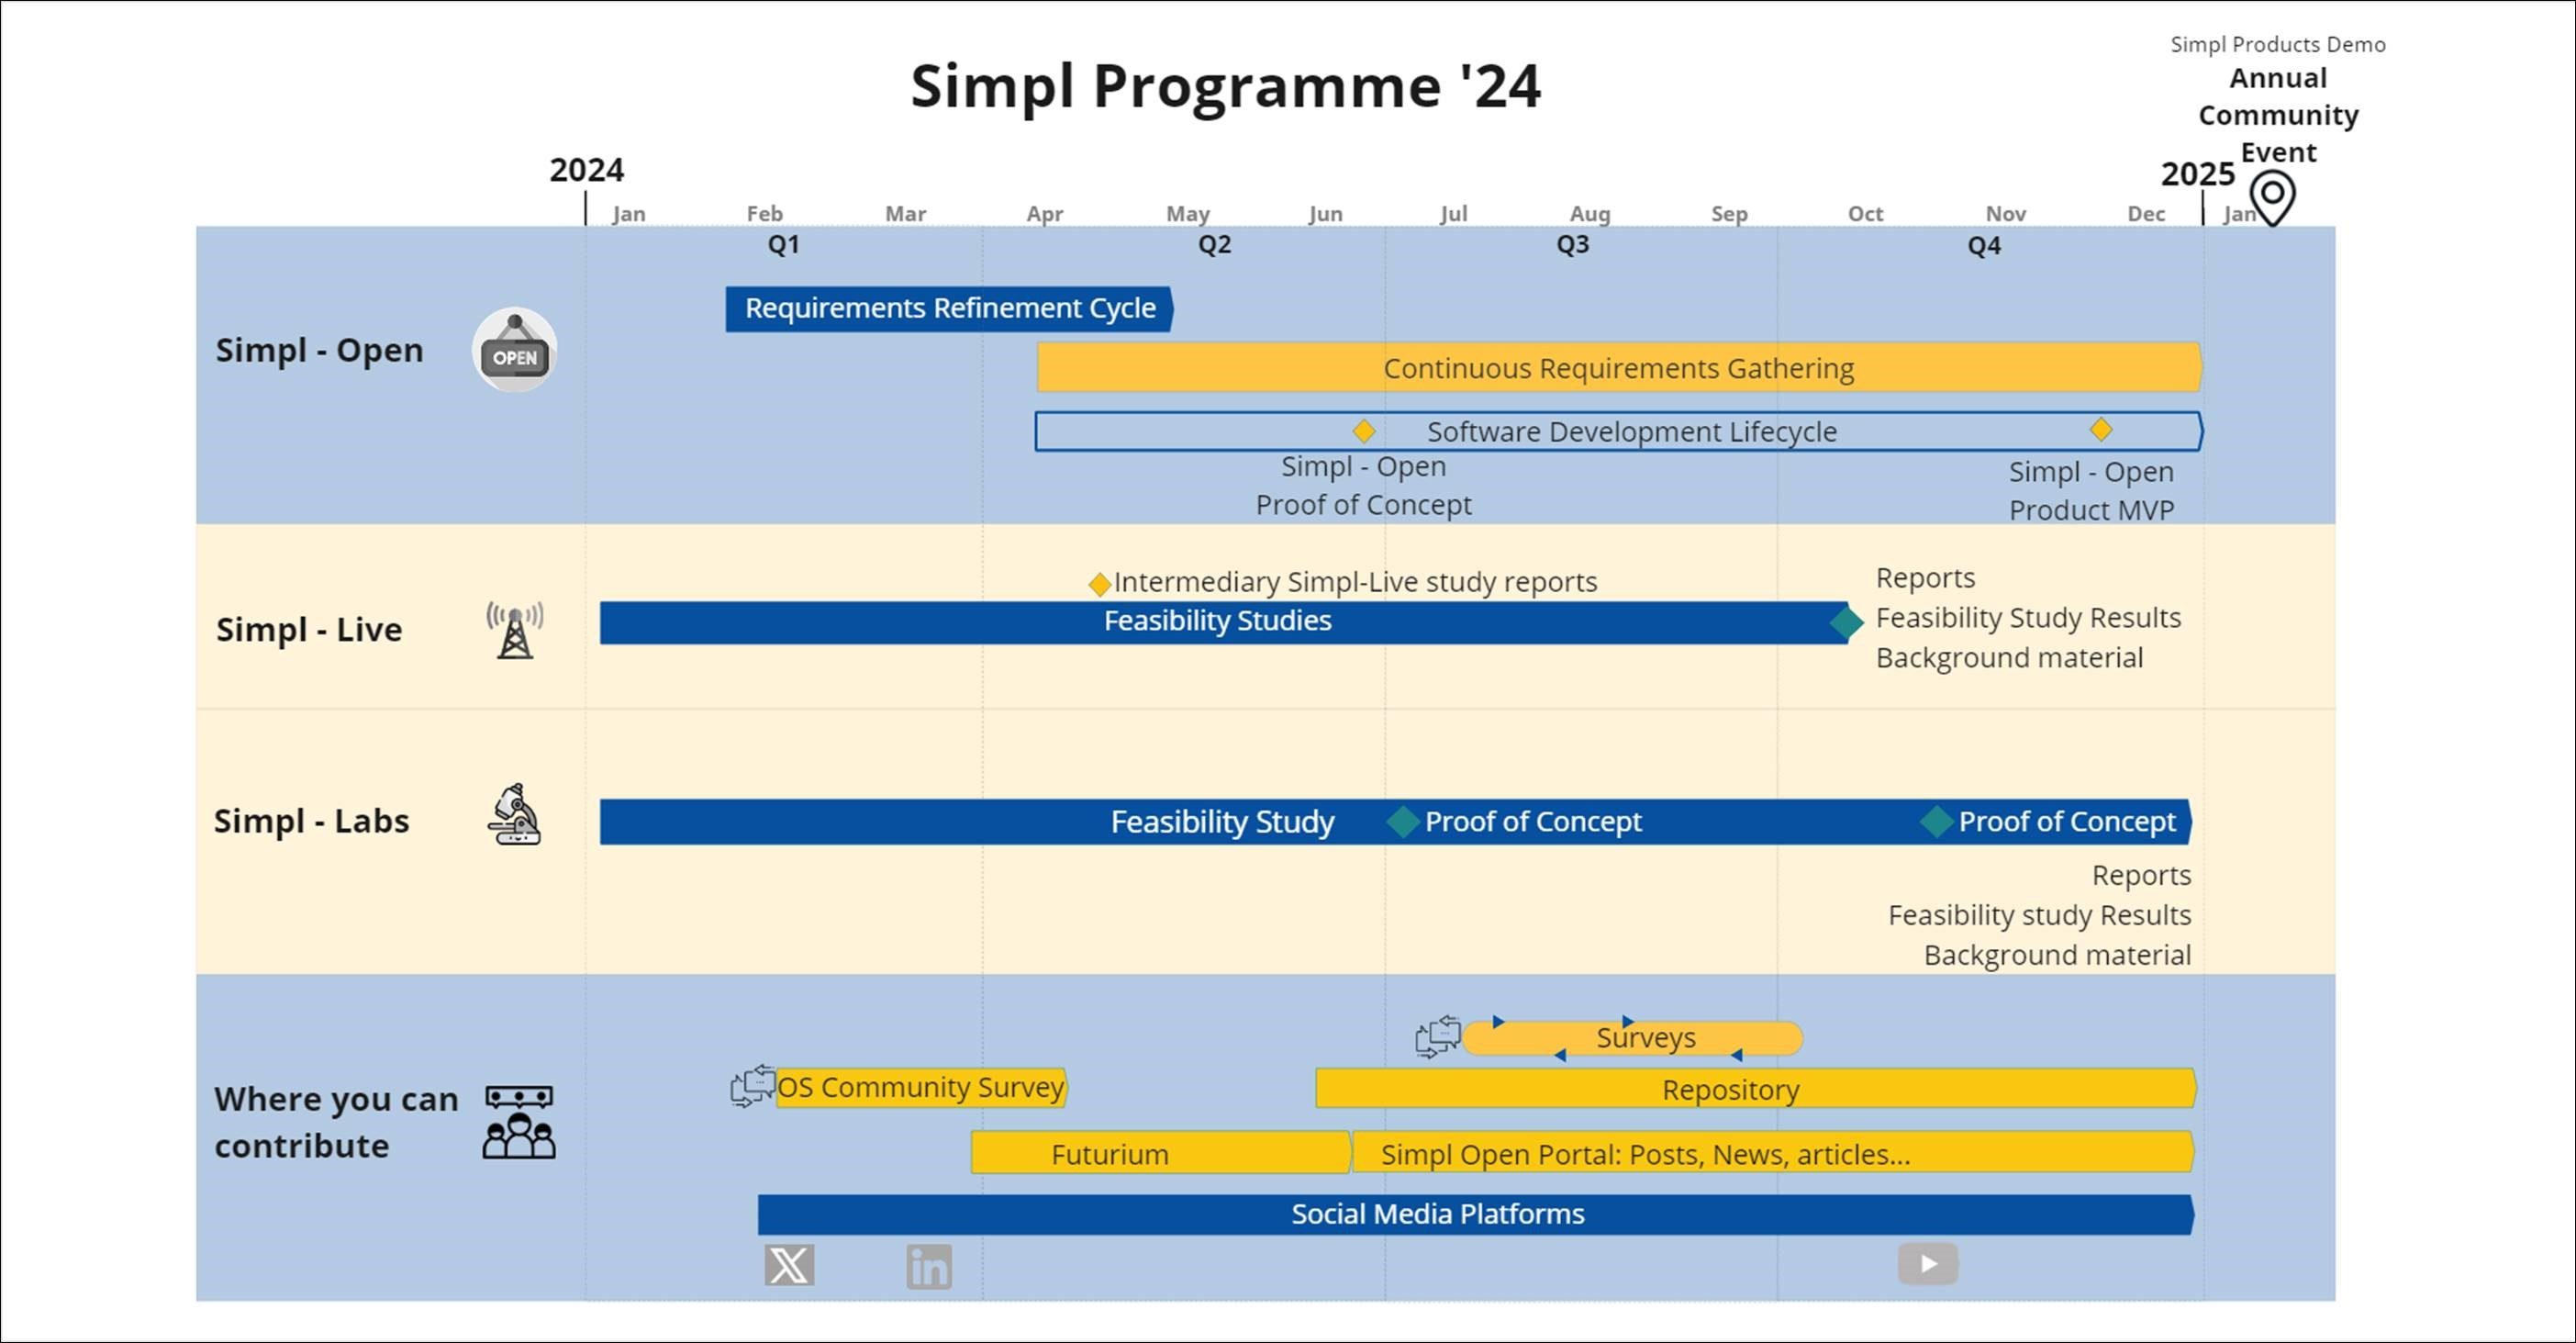 Simpl Products Demo
Annual
Community
Event
Simpl Programme '24
2024
2025
Jan Feb Mar Apr May Jun Jul Aug Sep Oct Nov Dec Jan
Q1 Q2 Q3 Q4
Simpl - Open
OPEN
Requirements Refinement Cycle
Continuous Requirements Gathering
Software Development Lifecycle
Simpl - Open
Proof of Concept
Simpl - Open
Product MVP
Simpl - Live
Intermediary Simpl-Live study reports
Feasibility Studies
Reports
Feasibility Study Results
Background material
Simpl - Labs
Feasibility Study
Proof of Concept
Proof of Concept
Reports
Feasibility study Results
Background material
Where you can
contribute
Surveys
OS Community Survey
Repository
Futurium
Simpl Open Portal: Posts, News, articles...
Social Media Platforms
X
in